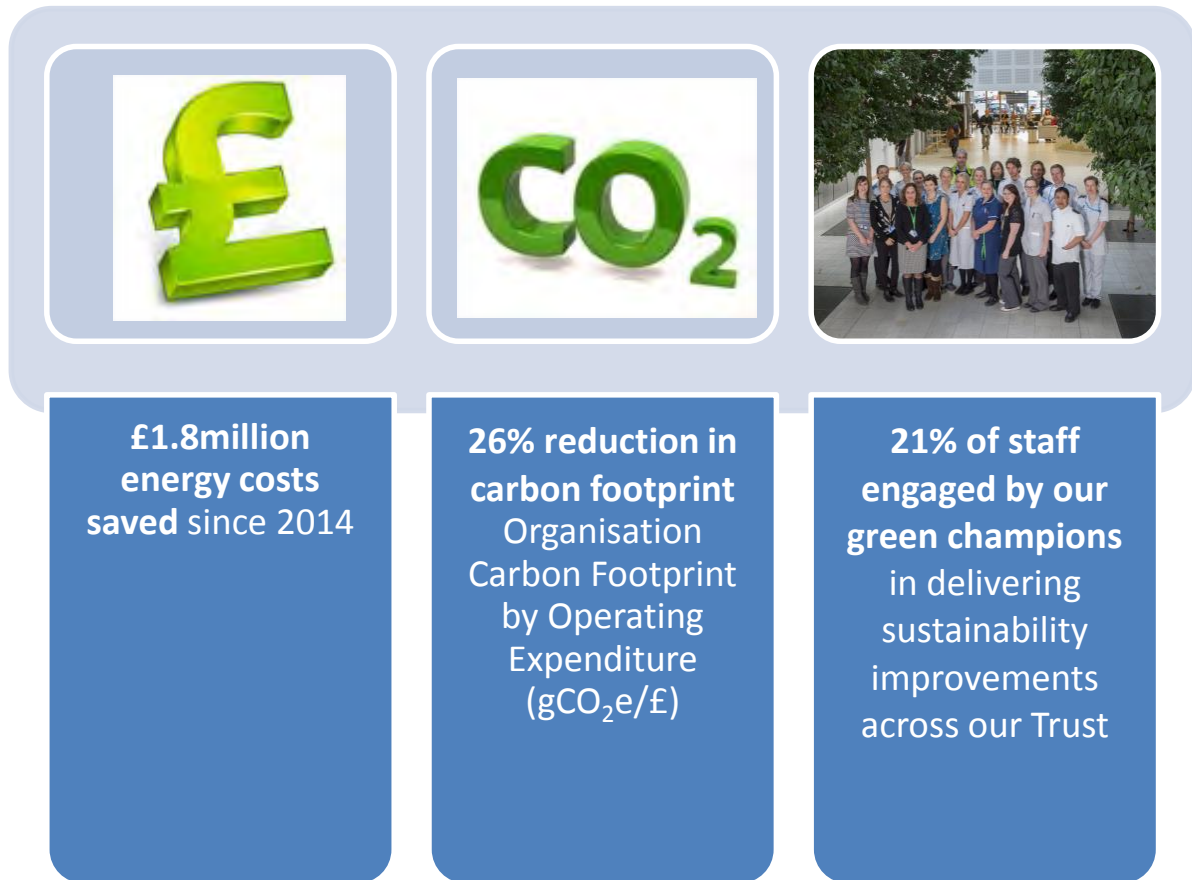 £
CO₂
£1.8million
energy costs
saved since 2014
26% reduction in
carbon footprint
Organisation
Carbon Footprint
by Operating
Expenditure
(gCO₂e/£)
21% of staff
engaged by our
green champions
in delivering
sustainability
improvements
across our Trust